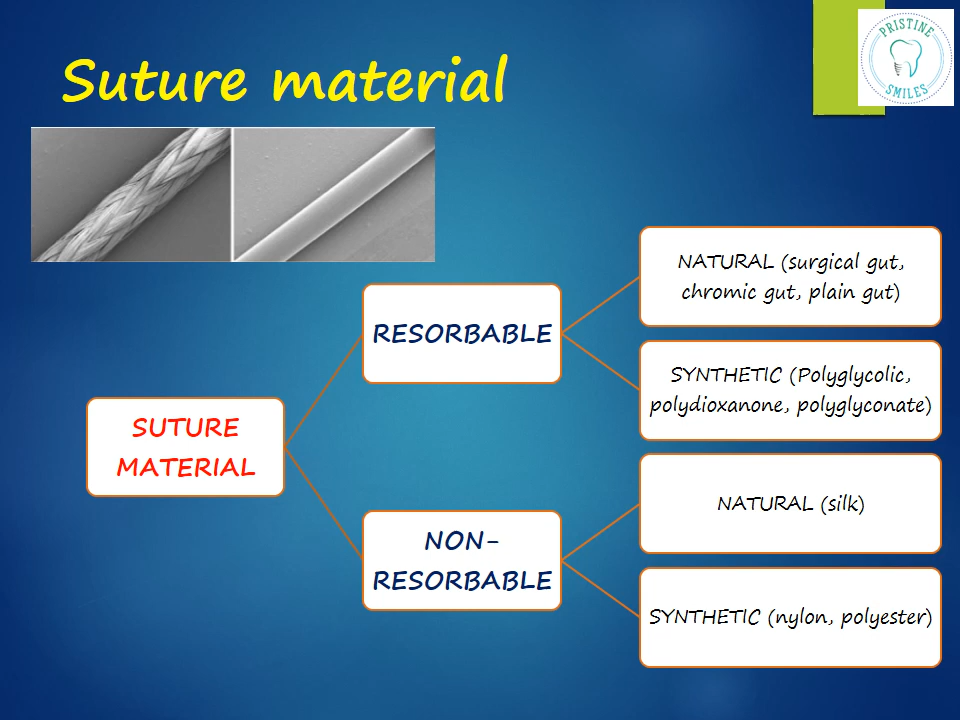 Suture material
PRISTINE
SMILES
NATURAL (surgical gut,
chromic gut, plain gut)
RESORBABLE
SYNTHETIC (Polyglycolic,
polydioxanone, polyglyconate)
SUTURE
MATERIAL
NATURAL (silk)
NON-
RESORBABLE
SYNTHETIC (nylon, polyester)